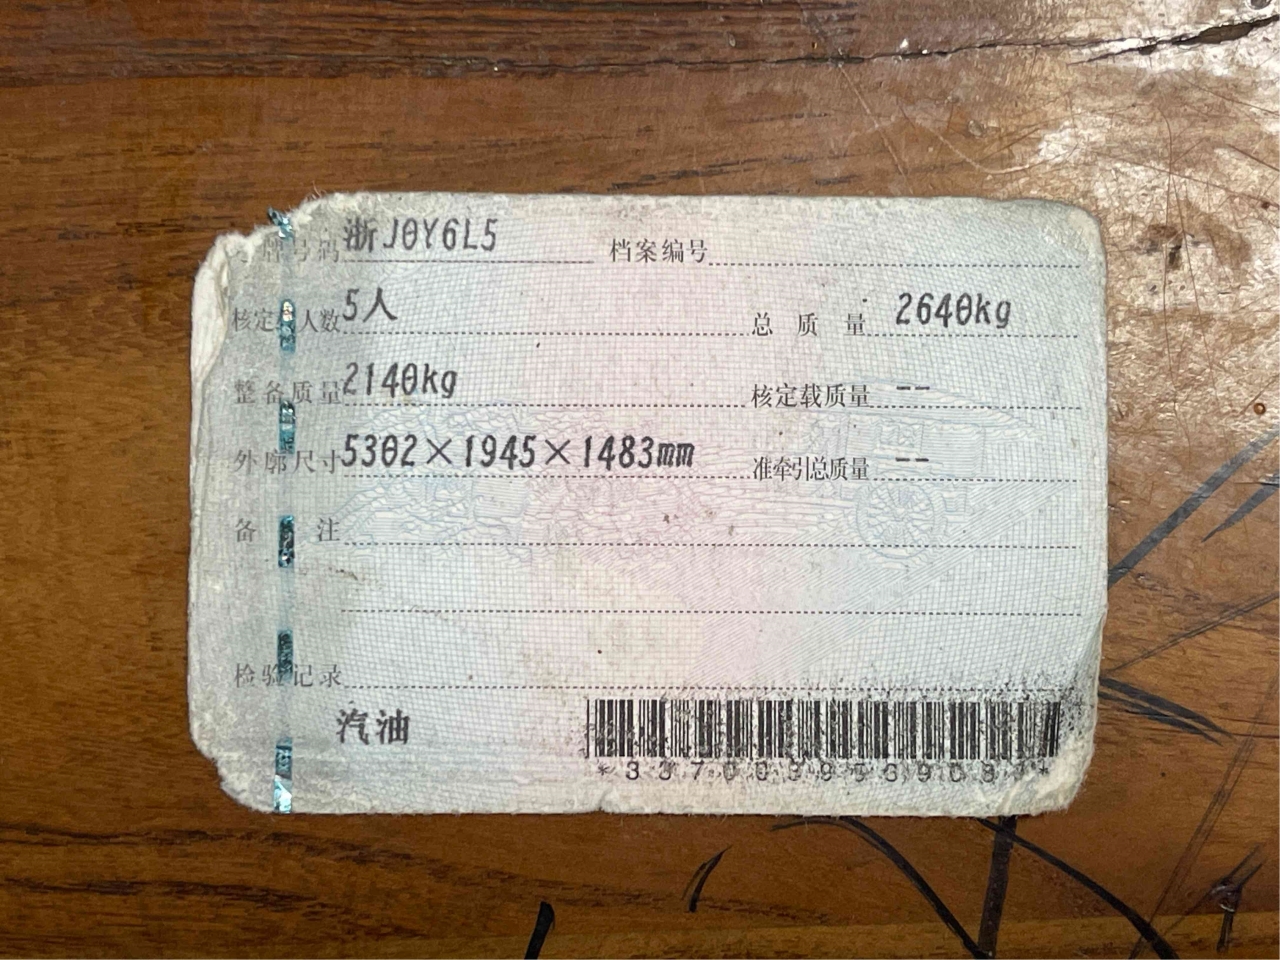 号牌号码 浙J0Y6L5 档案编号
核定载人数 5人 总质量 2640kg
整备质量 2140kg 核定载质量 --
外廓尺寸 5302×1945×1483mm 准牵引总质量 --
备注
检验记录
汽油